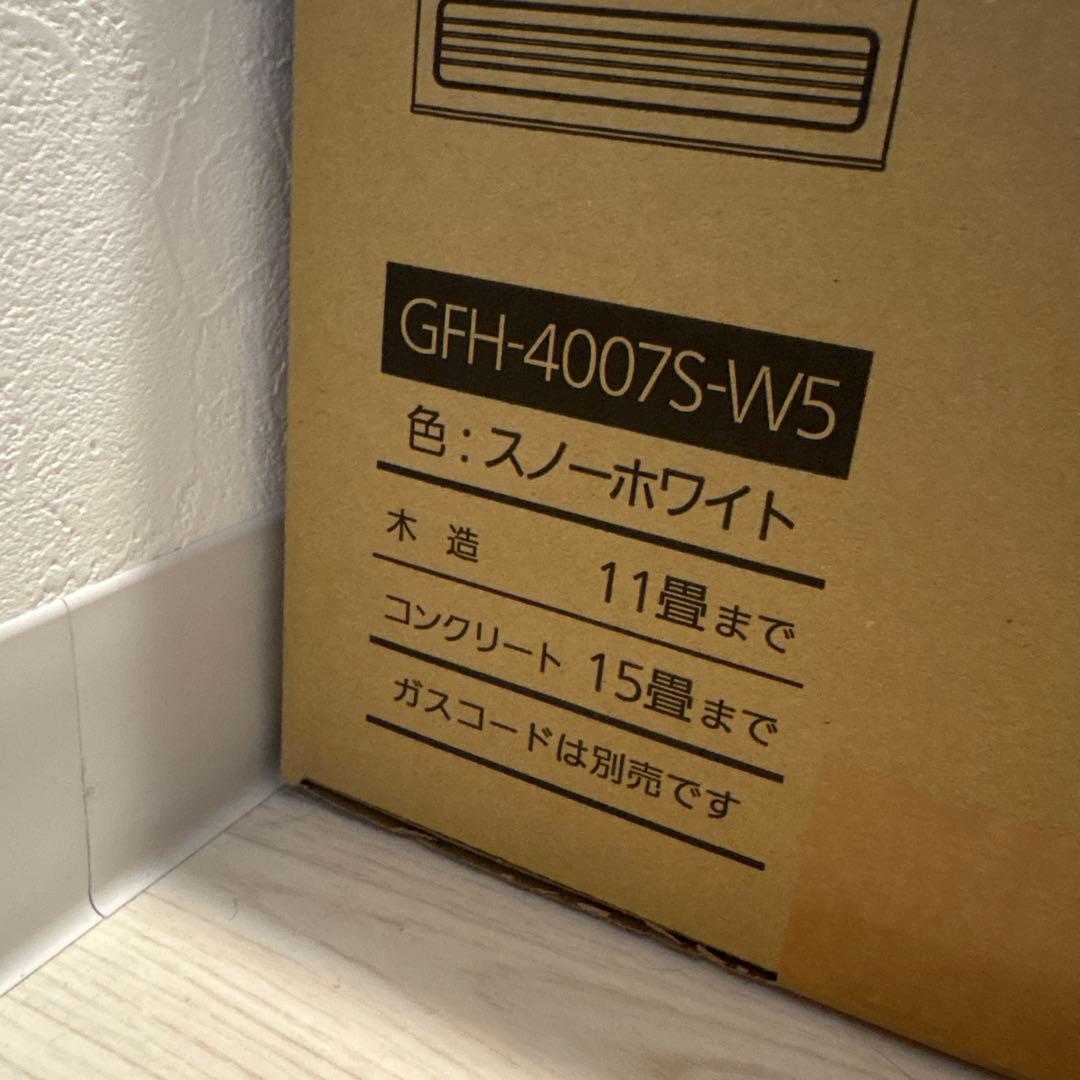 GFH-4007S-W5
色:スノーホワイト
木 造 11畳まで
コンクリート 15畳まで
ガスコードは別売です